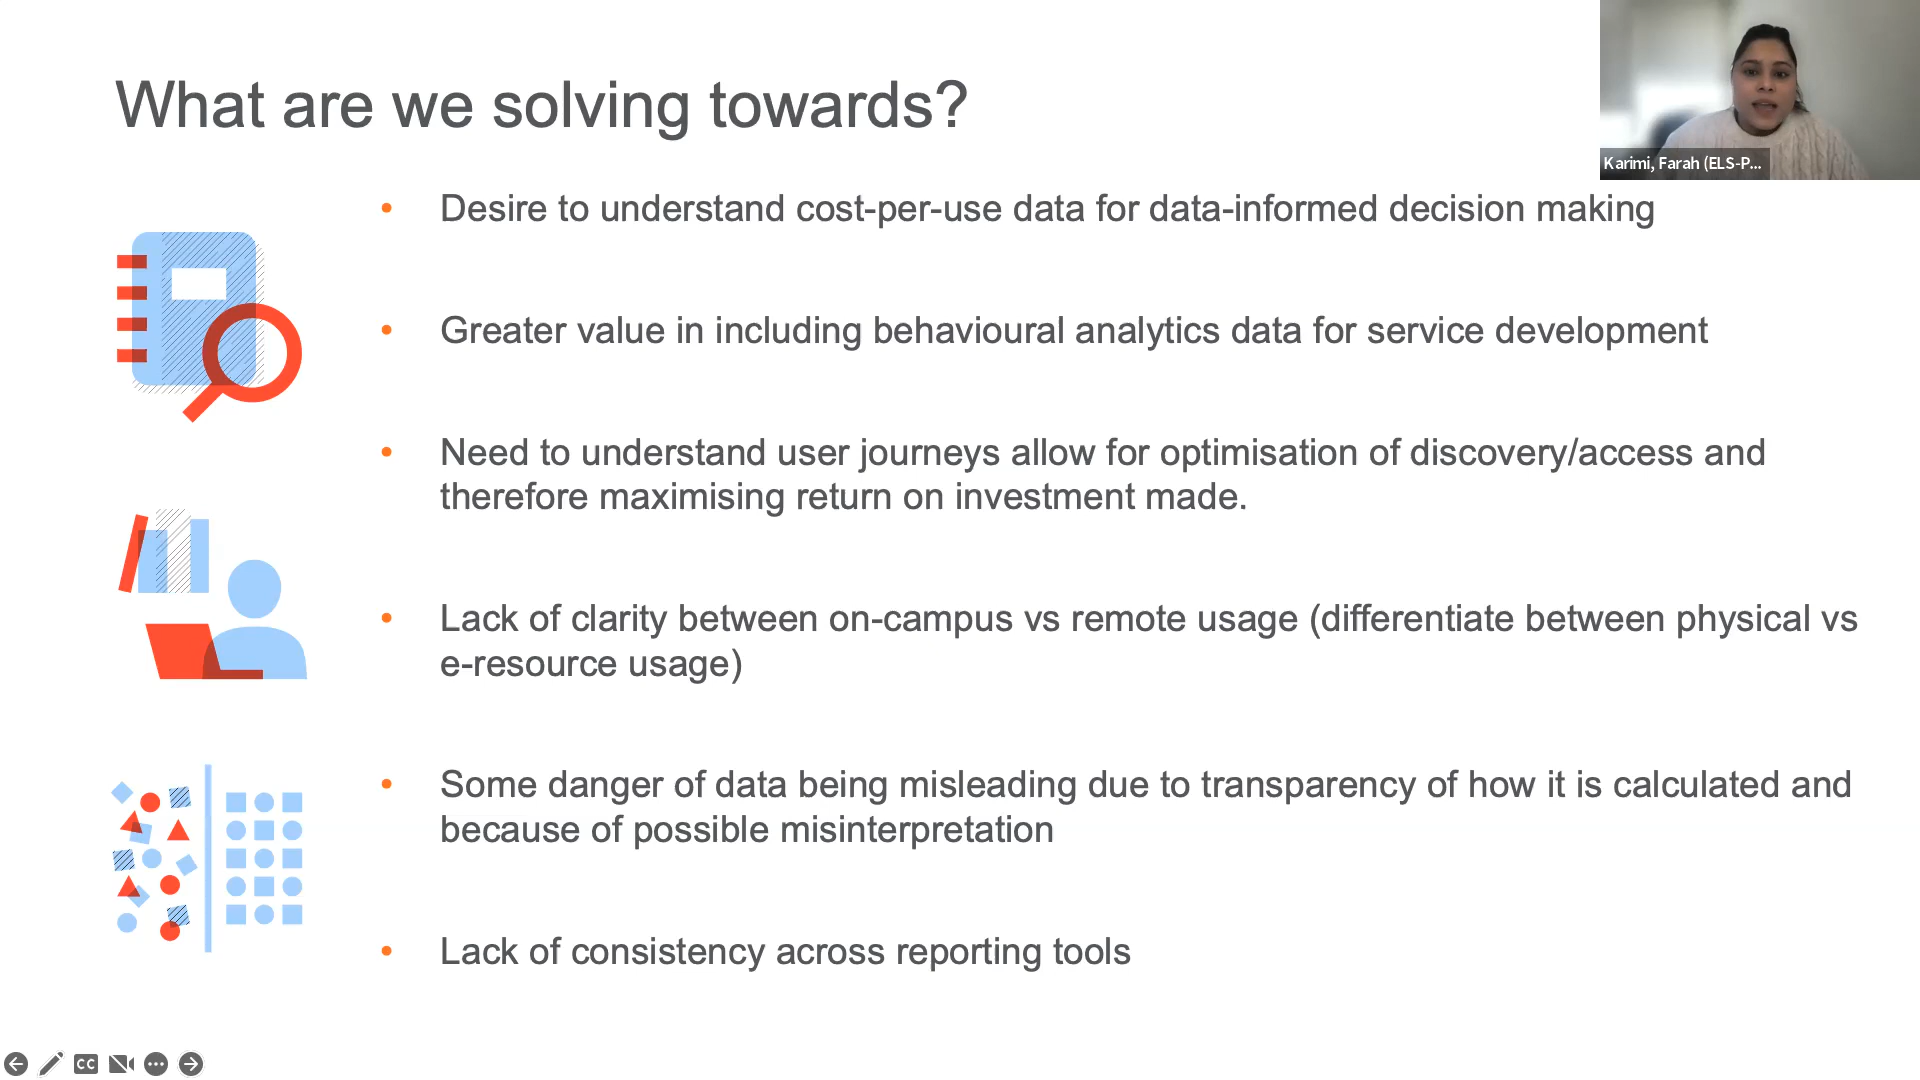 What are we solving towards?
Karimi, Farah (ELS-P...
• Desire to understand cost-per-use data for data-informed decision making
• Greater value in including behavioural analytics data for service development
• Need to understand user journeys allow for optimisation of discovery/access and
therefore maximising return on investment made.
• Lack of clarity between on-campus vs remote usage (differentiate between physical vs
e-resource usage)
• Some danger of data being misleading due to transparency of how it is calculated and
because of possible misinterpretation
• Lack of consistency across reporting tools
CC